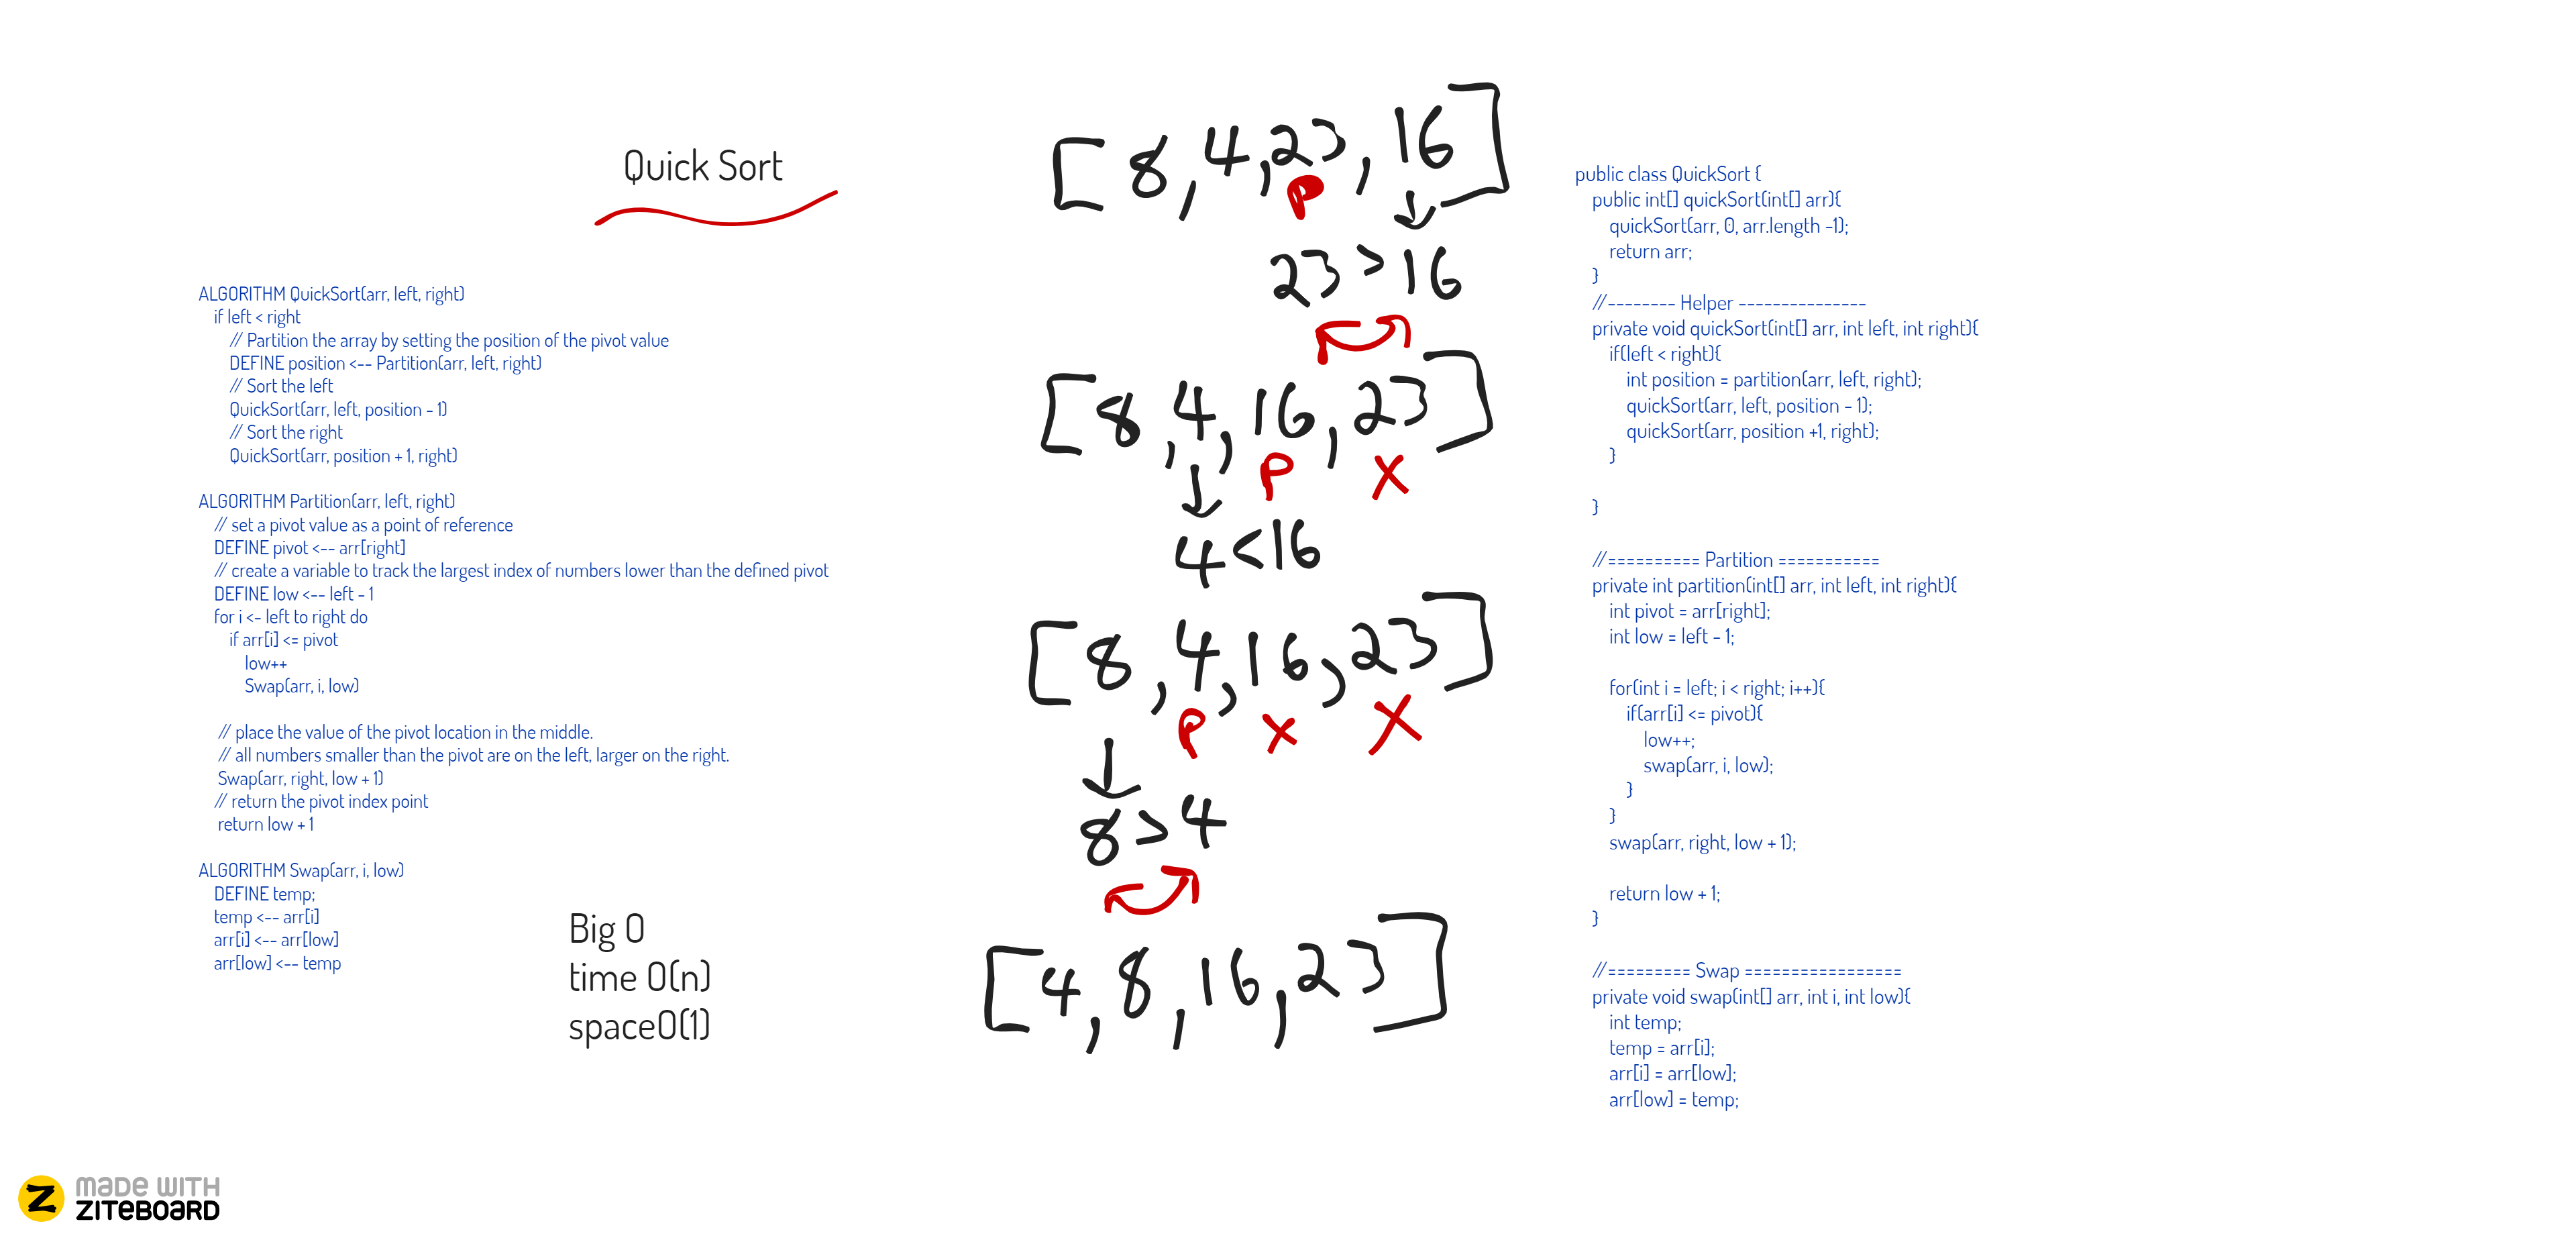 Quick Sort
ALGORITHM QuickSort(arr, left, right)
if left < right
// Partition the array by setting the position of the pivot value
DEFINE position <-- Partition(arr, left, right)
// Sort the left
QuickSort(arr, left, position - 1)
// Sort the right
QuickSort(arr, position + 1, right)
ALGORITHM Partition(arr, left, right)
// set a pivot value as a point of reference
DEFINE pivot <-- arr[right]
// create a variable to track the largest index of numbers lower than the defined pivot
DEFINE low <-- left - 1
for i <- left to right do
if arr[i] <= pivot
low++
Swap(arr, i, low)
// place the value of the pivot location in the middle.
// all numbers smaller than the pivot are on the left, larger on the right.
Swap(arr, right, low + 1)
// return the pivot index point
return low + 1
ALGORITHM Swap(arr, i, low)
DEFINE temp;
temp <-- arr[i]
arr[i] <-- arr[low]
arr[low] <-- temp
Big O
time O(n)
spaceO(1)
[8,4,23,16]
P
23 > 16
[8,4,16,23]
P X
4<16
[8,4,16,23]
P X X
8>4
[4,8,16,23]
public class QuickSort {
public int[] quickSort(int[] arr){
quickSort(arr, 0, arr.length -1);
return arr;
}
//-------- Helper ---------------
private void quickSort(int[] arr, int left, int right){
if(left < right){
int position = partition(arr, left, right);
quickSort(arr, left, position - 1);
quickSort(arr, position +1, right);
}
}
//========== Partition ===========
private int partition(int[] arr, int left, int right){
int pivot = arr[right];
int low = left - 1;
for(int i = left; i < right; i++){
if(arr[i] <= pivot){
low++;
swap(arr, i, low);
}
}
swap(arr, right, low + 1);
return low + 1;
}
//========= Swap =================
private void swap(int[] arr, int i, int low){
int temp;
temp = arr[i];
arr[i] = arr[low];
arr[low] = temp;
Z
MADE WITH
ZITEBOARD